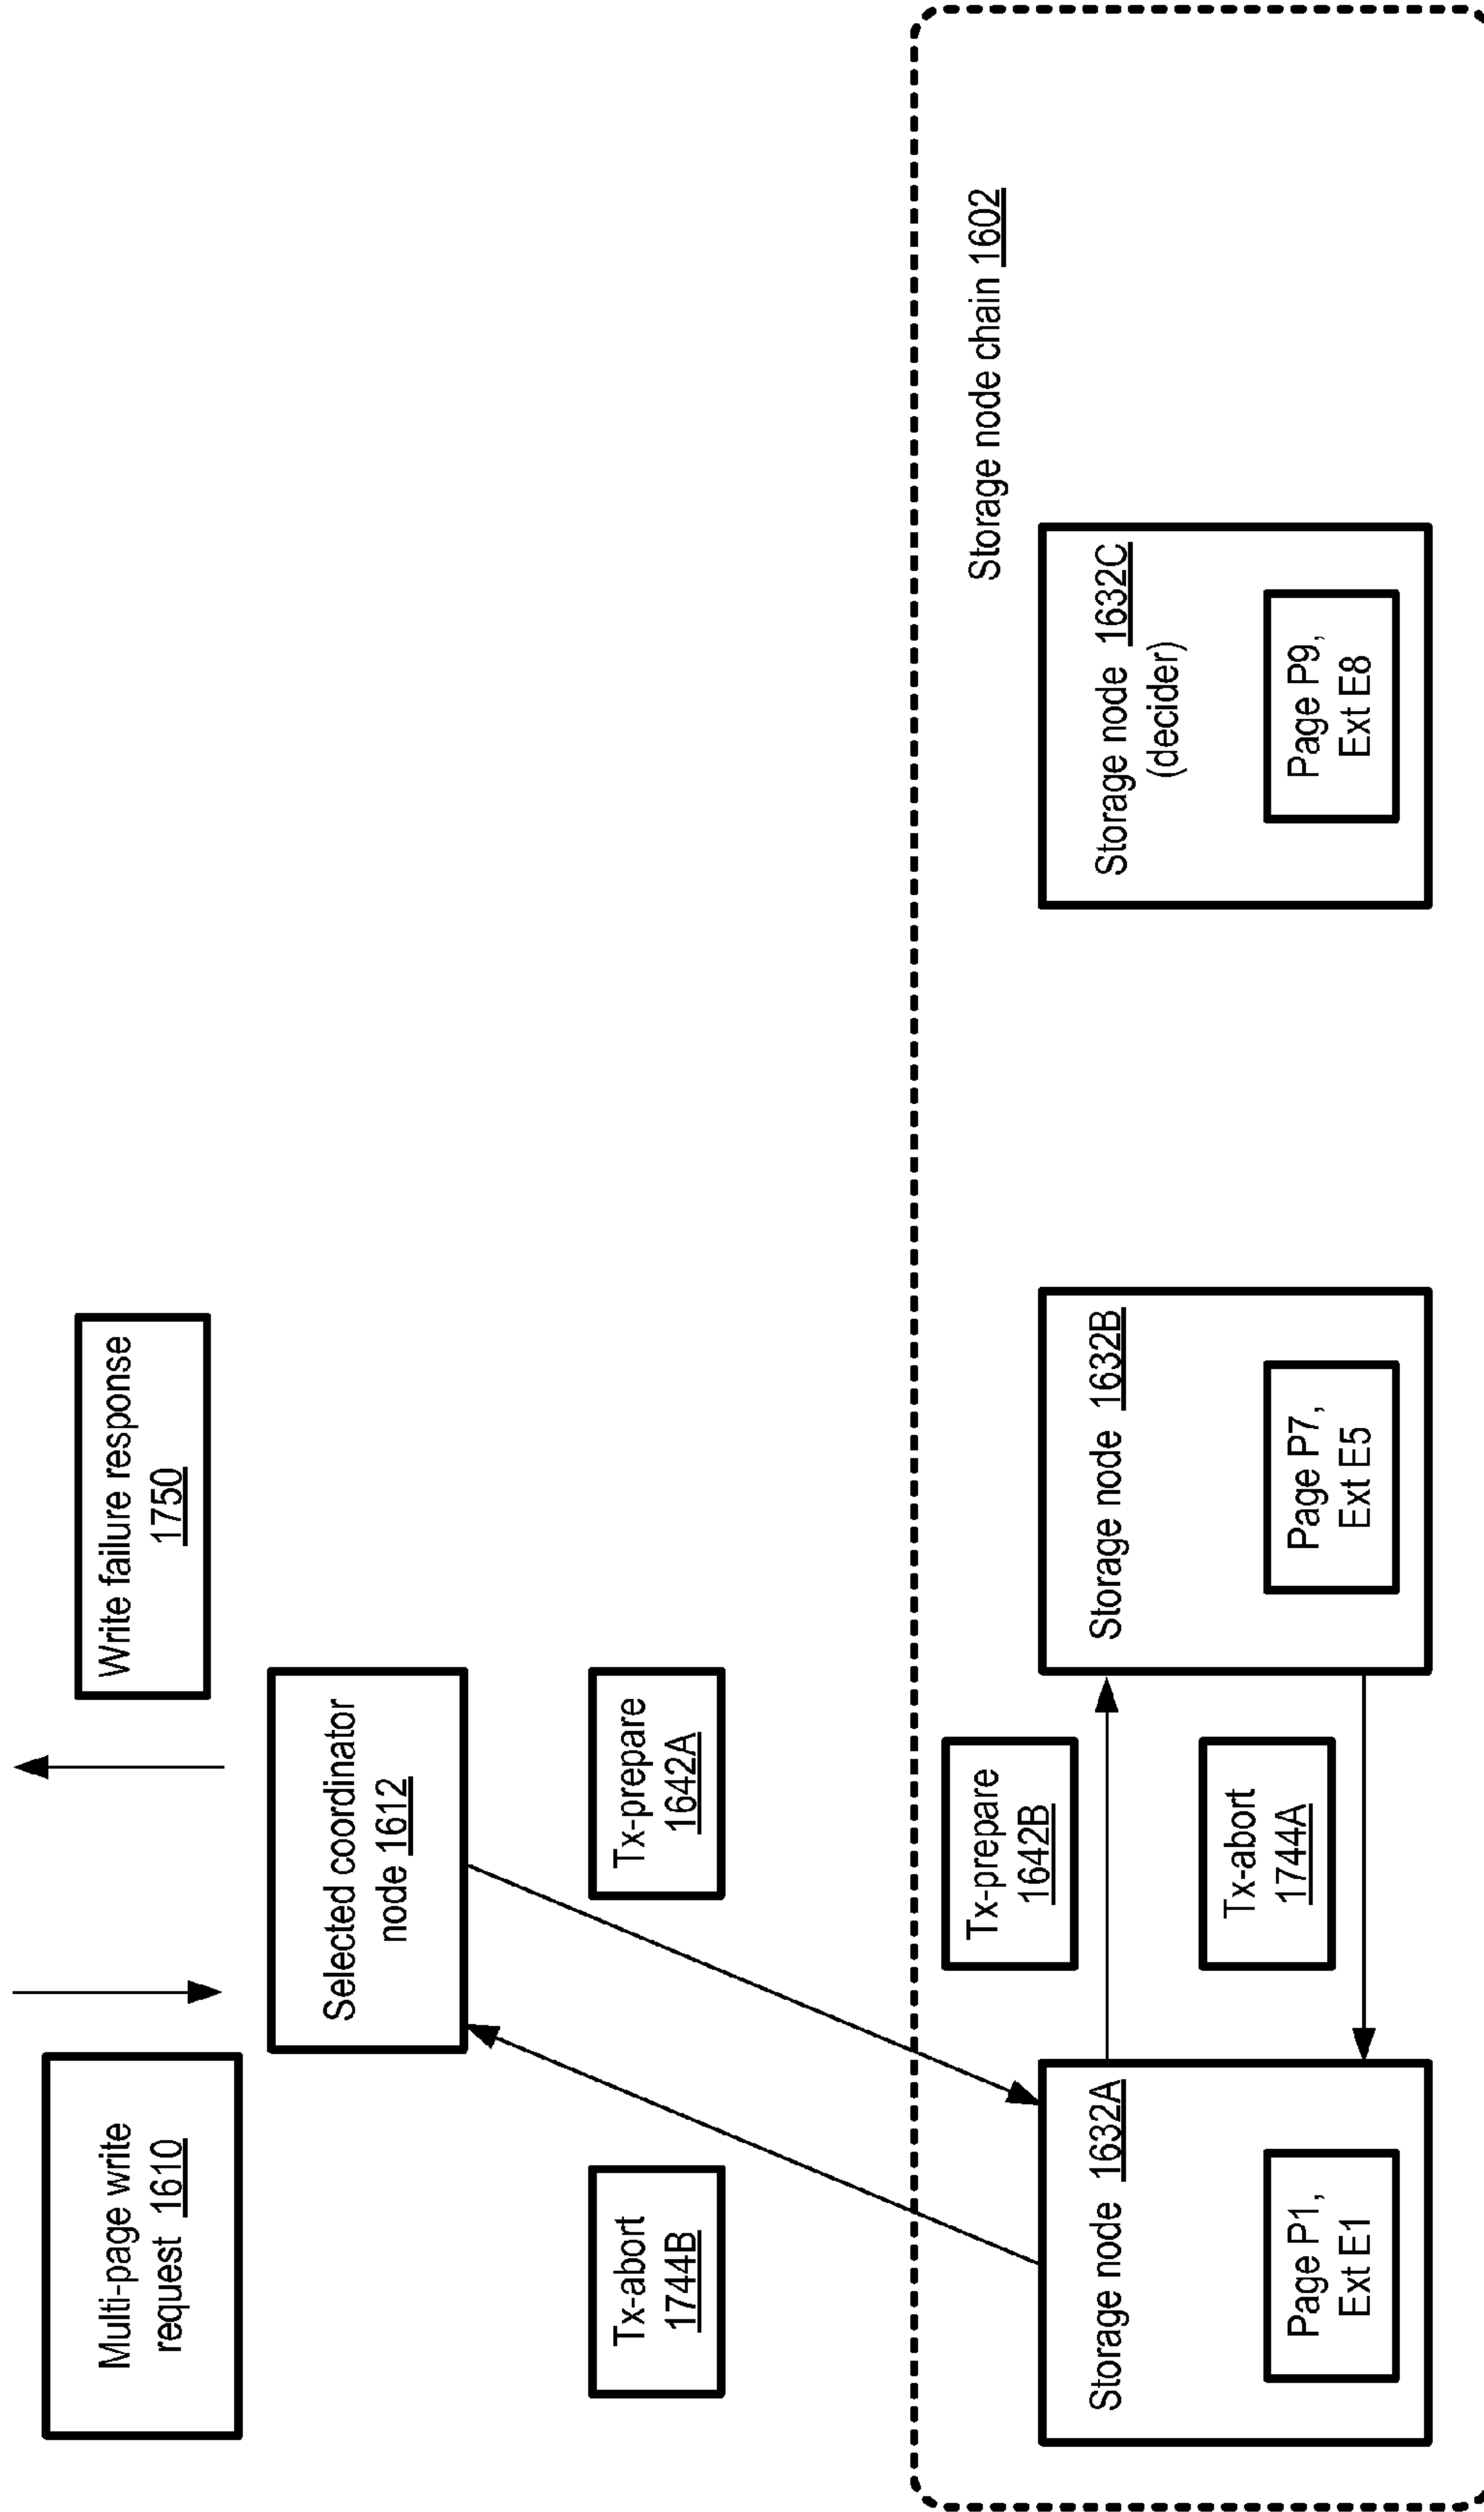 Multi-page write
request 1610
Write failure response
1750
Selected coordinator
node 1612
Tx-abort
1744B
Tx-prepare
1642A
Storage node chain 1602
Tx-prepare
1642B
Storage node 1632A
Page P1,
Ext E1
Tx-abort
1744A
Storage node 1632B
Page P7,
Ext E5
Storage node 1632C
(decider)
Page P9,
Ext E8